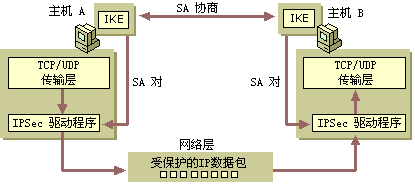 主机 A
IKE
SA 协商
IKE
主机 B
TCP/UDP
传输层
SA 对
SA 对
TCP/UDP
传输层
IPSec 驱动程序
IPSec 驱动程序
网络层
受保护的IP数据包